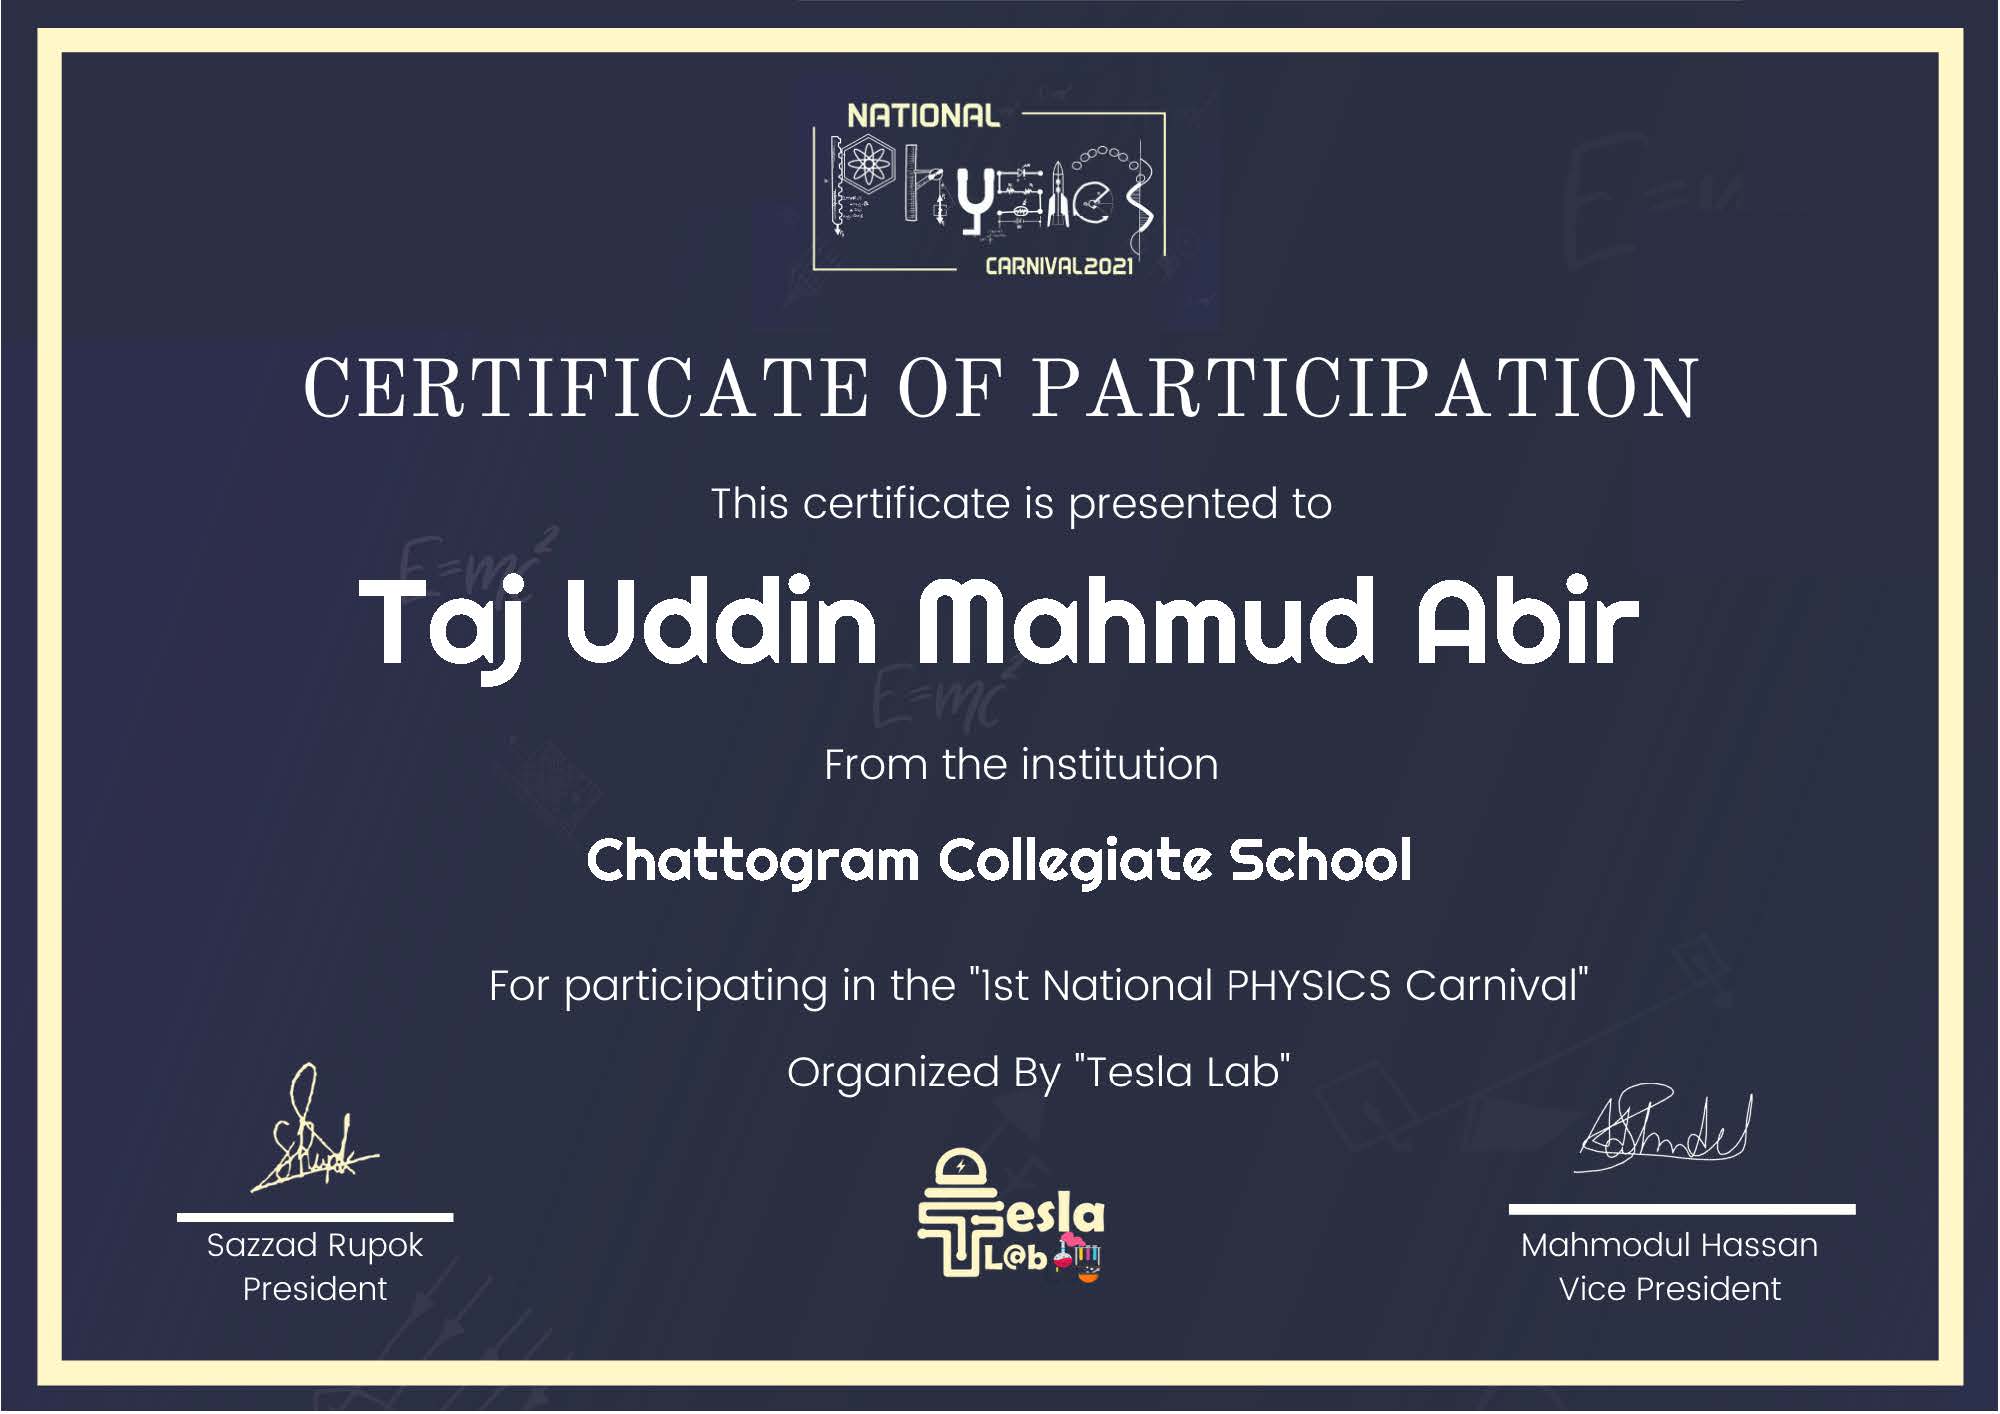 NATIONAL
Physics
CARNIVAL2021
CERTIFICATE OF PARTICIPATION
This certificate is presented to
E=mc²
Taj Uddin Mahmud Abir
E=mc²
From the institution
Chattogram Collegiate School
For participating in the "1st National PHYSICS Carnival"
Organized By "Tesla Lab"
Sazzad Rupok
President
Tesla
L@b
Mahmodul Hassan
Vice President